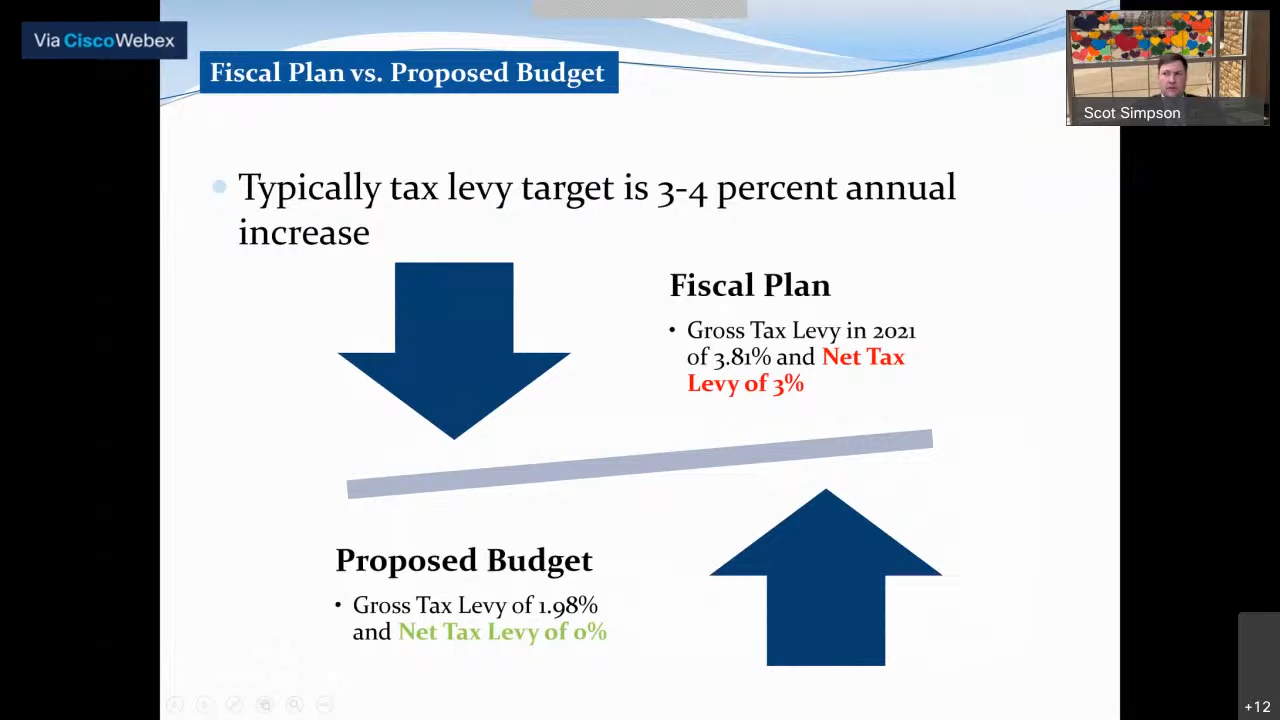 Via Cisco Webex
Fiscal Plan vs. Proposed Budget
Scot Simpson
• Typically tax levy target is 3-4 percent annual
increase
Fiscal Plan
• Gross Tax Levy in 2021
of 3.81% and Net Tax
Levy of 3%
Proposed Budget
• Gross Tax Levy of 1.98%
and Net Tax Levy of 0%
+12